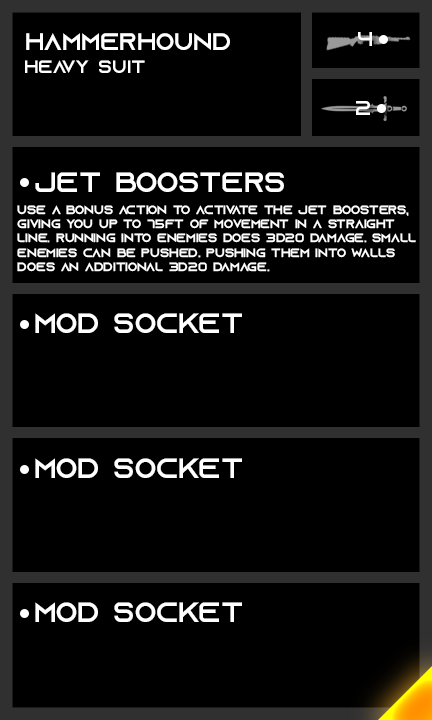 HAMMERHOUND
HEAVY SUIT
4
2
JET BOOSTERS
USE A BONUS ACTION TO ACTIVATE THE JET BOOSTERS,
GIVING YOU UP TO 75FT OF MOVEMENT IN A STRAIGHT
LINE. RUNNING INTO ENEMIES DOES 3D20 DAMAGE. SMALL
ENEMIES CAN BE PUSHED. PUSHING THEM INTO WALLS
DOES AN ADDITIONAL 3D20 DAMAGE.
MOD SOCKET
MOD SOCKET
MOD SOCKET